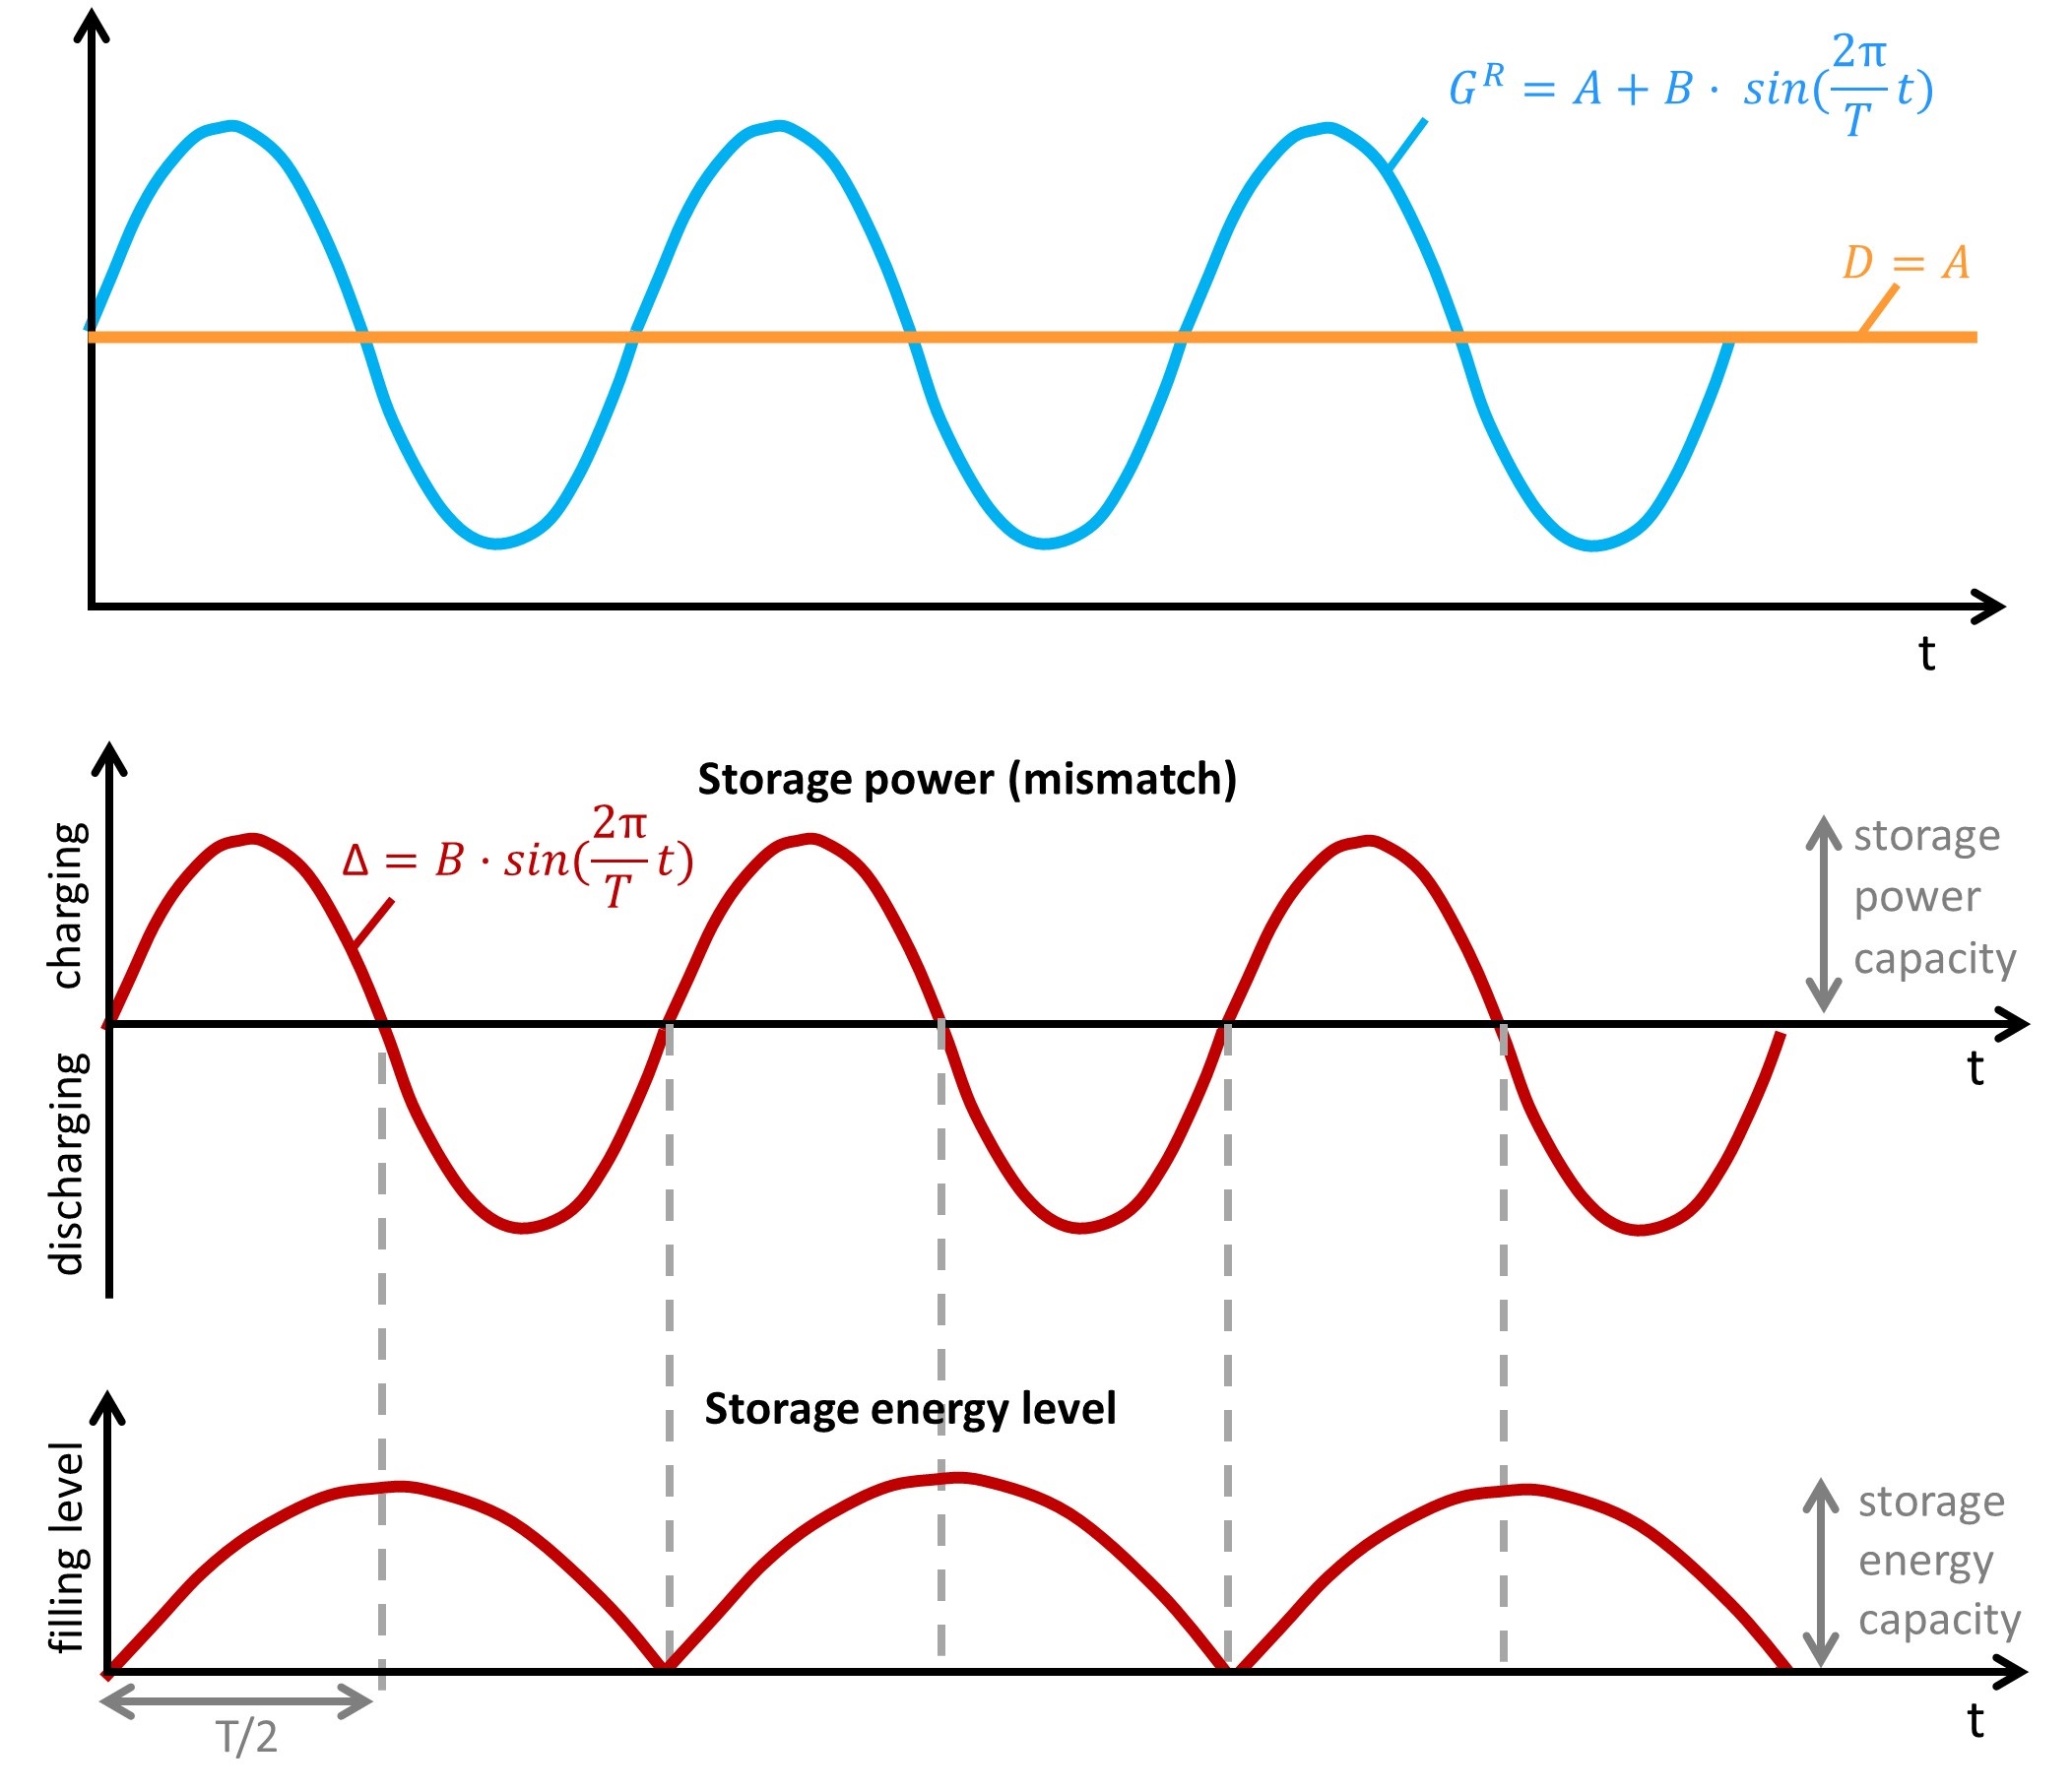 G^R = A + B · sin(2π/T t)
D = A
t
Storage power (mismatch)
charging
Δ = B · sin(2π/T t)
storage
power
capacity
discharging
t
Storage energy level
filling level
storage
energy
capacity
T/2
t